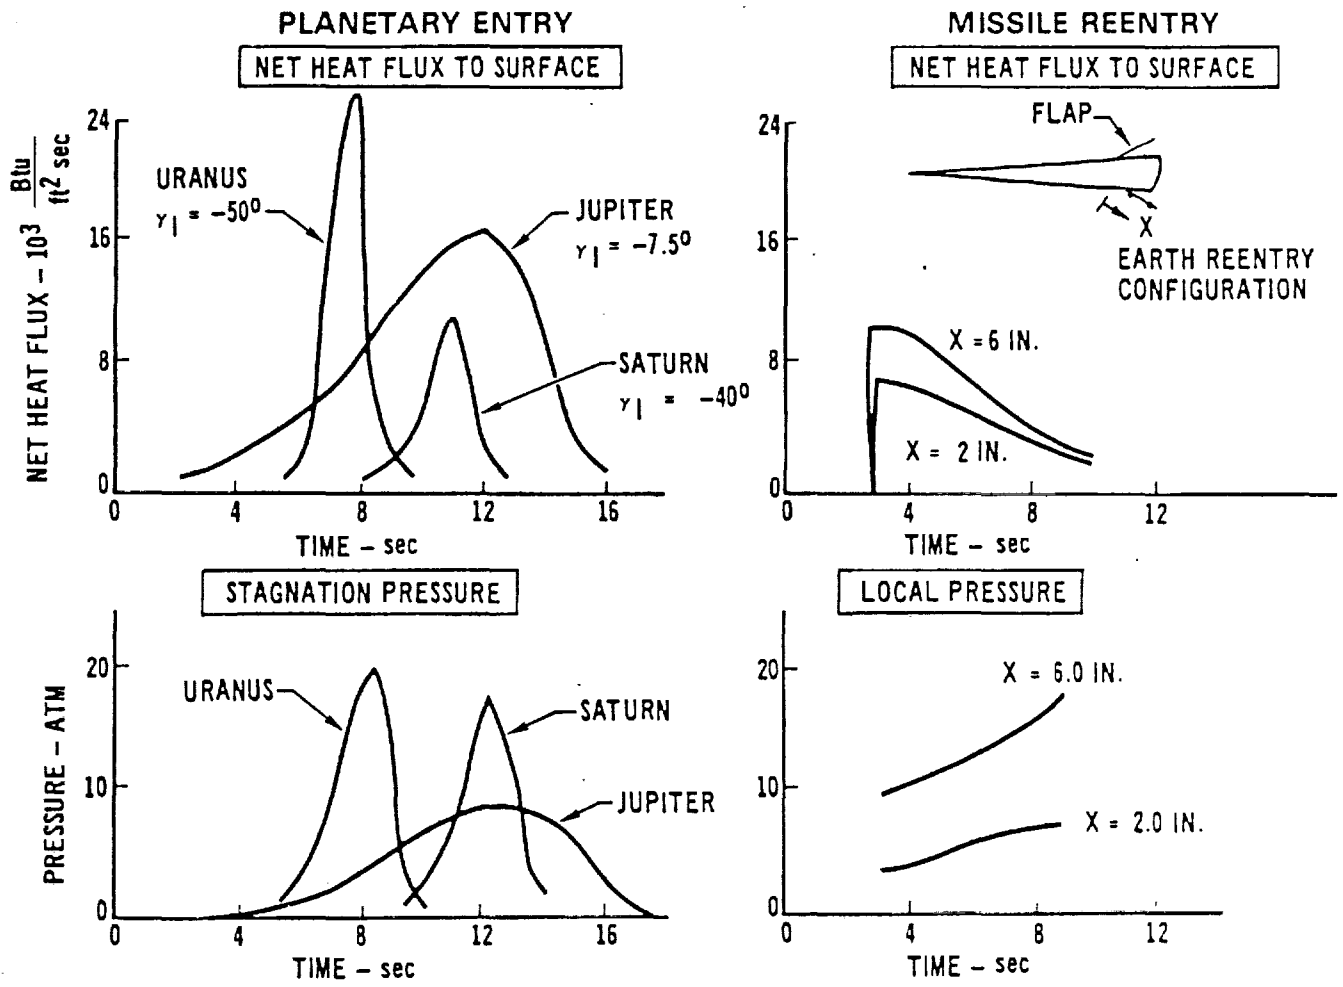 PLANETARY ENTRY
NET HEAT FLUX TO SURFACE
NET HEAT FLUX – 10³ Btu / ft² sec
24
16
8
0
URANUS
γI = –50⁰
JUPITER
γI = –7.5⁰
SATURN
γI = –40⁰
0 4 8 12 16
TIME – sec
MISSILE REENTRY
NET HEAT FLUX TO SURFACE
24
16
8
0
FLAP
X
EARTH REENTRY
CONFIGURATION
X = 6 IN.
X = 2 IN.
0 4 8 12
TIME – sec
STAGNATION PRESSURE
PRESSURE – ATM
20
10
0
URANUS
SATURN
JUPITER
0 4 8 12 16
TIME – sec
LOCAL PRESSURE
20
10
0
X = 6.0 IN.
X = 2.0 IN.
0 4 8 12
TIME – sec